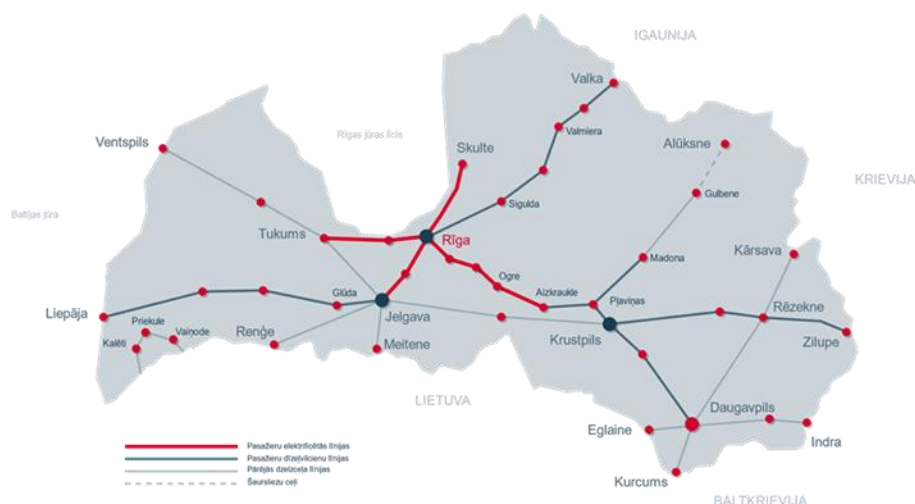 IGAUNIJA
Valka
Ventspils
Rīgas jūras līcis
Valmiera
Skulte
Alūksne
KRIEVIJA
Gulbene
Sigulda
Baltijas jūra
Tukums
Rīga
Kārsava
Madona
Ogre
Glūda
Aizkraukle
Pļaviņas
Liepāja
Jelgava
Rēzekne
Priekule
Vaiņode
Renģe
Krustpils
Kalēti
Meitene
Zilupe
LIETUVA
Daugavpils
Eglaine
Indra
Pasažieru elektrificētās līnijas
Pasažieru dīzeļvilcienu līnijas
Pārējās dzelzceļa līnijas
Šaursliežu ceļi
Kurcums
BALTKRIEVIJA